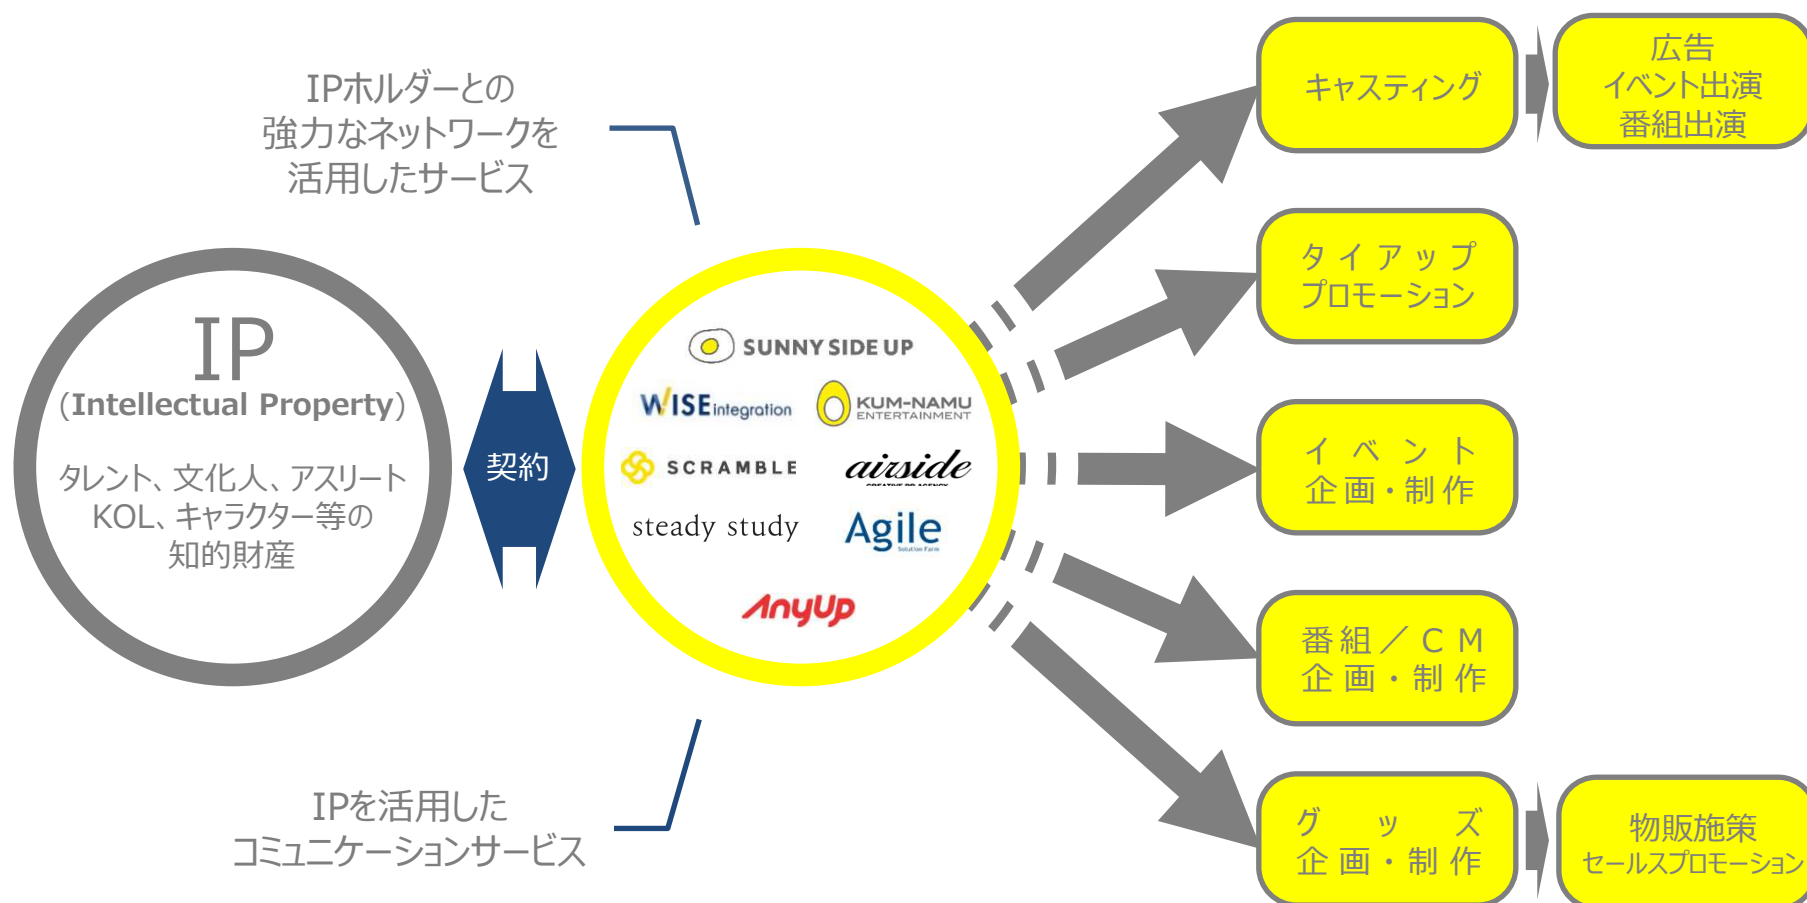 IPホルダーとの
強力なネットワークを
活用したサービス
IP
(Intellectual Property)
タレント、文化人、アスリート
KOL、キャラクター等の
知的財産
契約
SUNNY SIDE UP
WISE integration
KUM-NAMU
ENTERTAINMENT
SCRAMBLE
airside
CREATIVE PR AGENCY
steady study
Agile
Solution Farm
AnyUp
IPを活用した
コミュニケーションサービス
キャスティング
広告
イベント出演
番組出演
タイアップ
プロモーション
イベント
企画・制作
番組／CM
企画・制作
グッズ
企画・制作
物販施策
セールスプロモーション